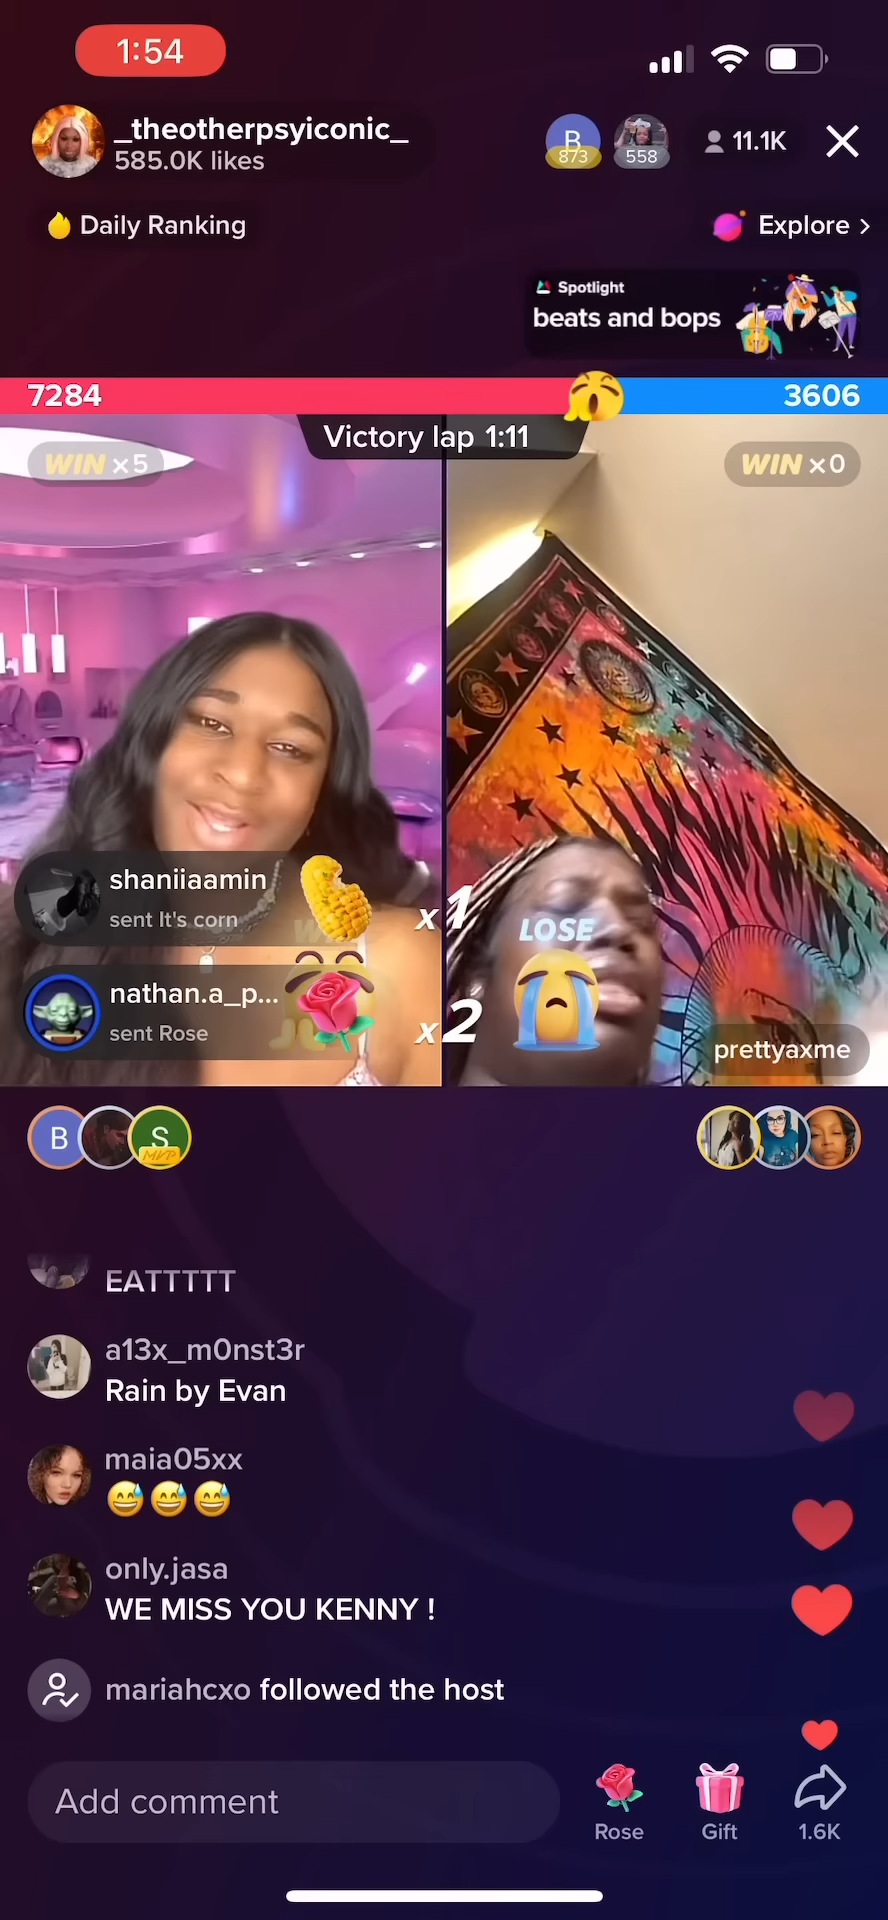 1:54
_theotherpsyiconic_
585.0K likes
B
873
558
11.1K
Daily Ranking
Explore >
Spotlight
beats and bops
7284
3606
Victory lap 1:11
WIN x5
WIN x0
shaniiaamin
sent It's corn
x1
LOSE
nathan.a_p...
sent Rose
x2
prettyaxme
B
S
MVP
EATTTTT
a13x_m0nst3r
Rain by Evan
maia05xx
😅😅😅
only.jasa
WE MISS YOU KENNY !
mariahcxo followed the host
Add comment
Rose
Gift
1.6K